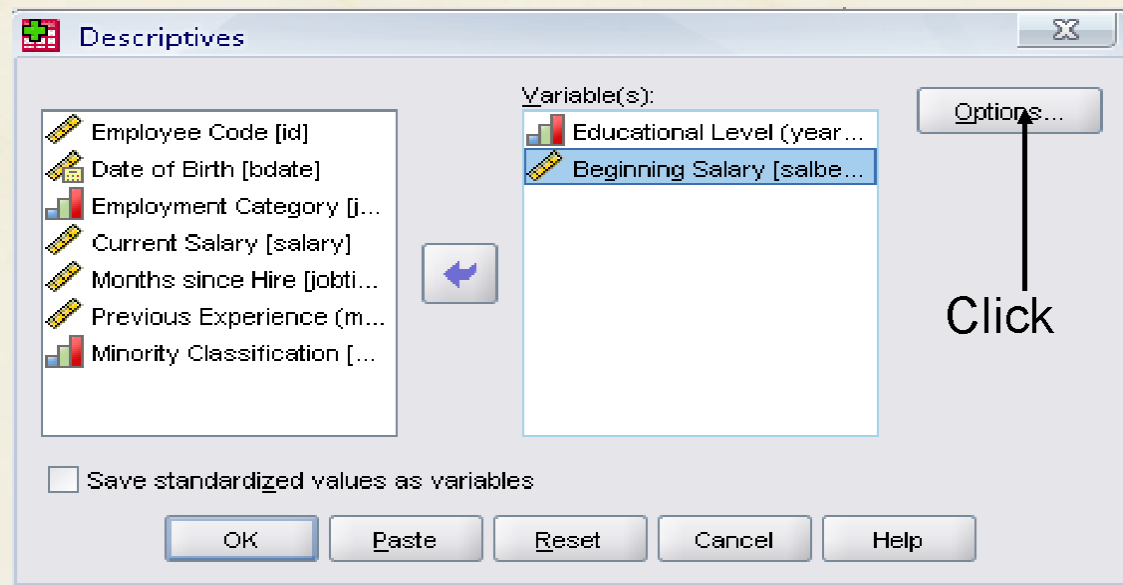 Descriptives
Employee Code [id]
Date of Birth [bdate]
Employment Category [j...
Current Salary [salary]
Months since Hire [jobti...
Previous Experience (m...
Minority Classification [...
Variable(s):
Educational Level (year...
Beginning Salary [salbe...
Options...
Click
Save standardized values as variables
OK
Paste
Reset
Cancel
Help